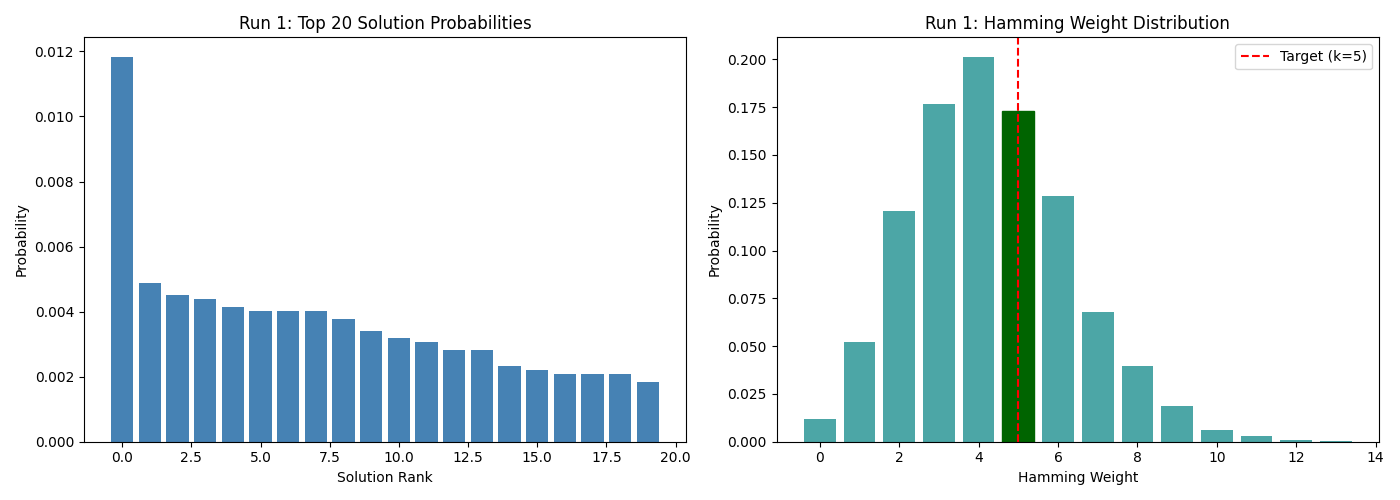 Run 1: Top 20 Solution Probabilities
0.012
0.010
0.008
0.006
0.004
0.002
0.000
Probability
0.0 2.5 5.0 7.5 10.0 12.5 15.0 17.5 20.0
Solution Rank
Run 1: Hamming Weight Distribution
Target (k=5)
0.200
0.175
0.150
0.125
0.100
0.075
0.050
0.025
0.000
Probability
0 2 4 6 8 10 12 14
Hamming Weight